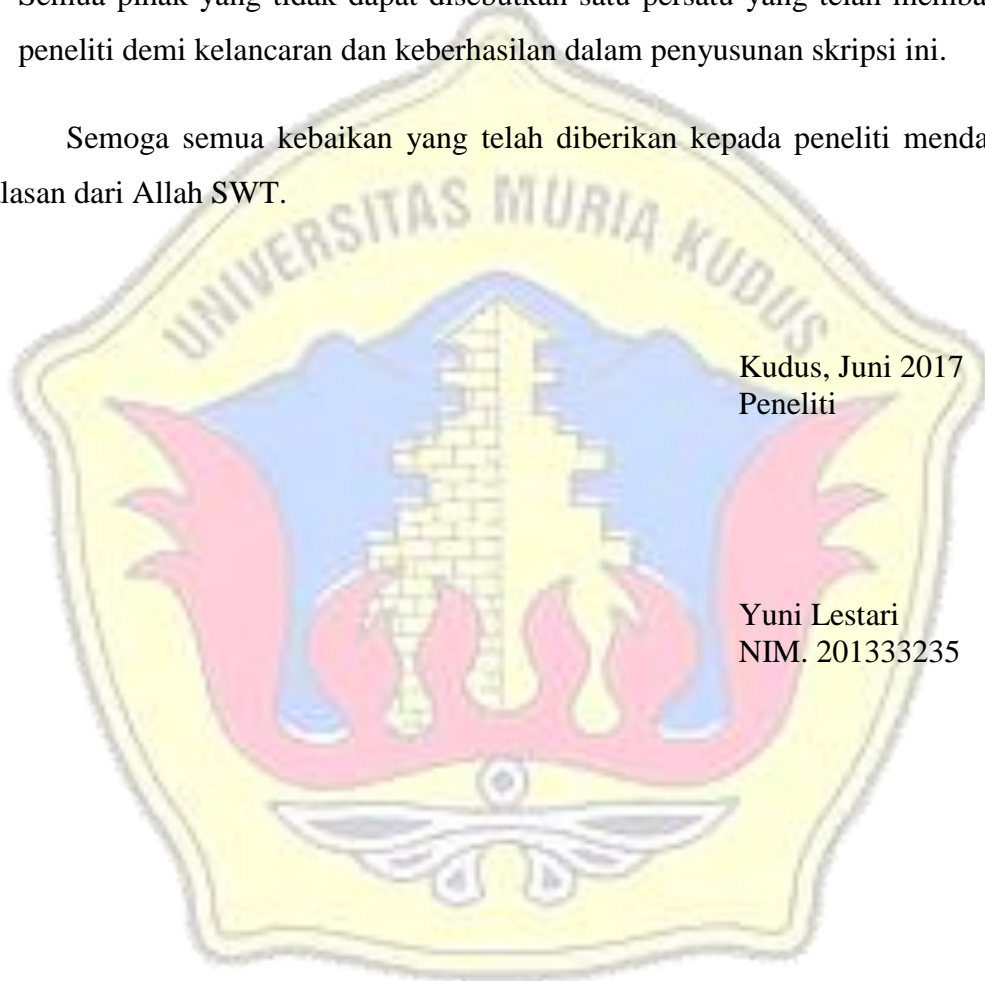 Semua pihak yang tidak dapat disebutkan satu persatu yang telah memba
peneliti demi kelancaran dan keberhasilan dalam penyusunan skripsi ini.
Semoga semua kebaikan yang telah diberikan kepada peneliti menda
lasan dari Allah SWT.
UNIVERSITAS MURIA KUDUS
Kudus, Juni 2017
Peneliti
Yuni Lestari
NIM. 201333235